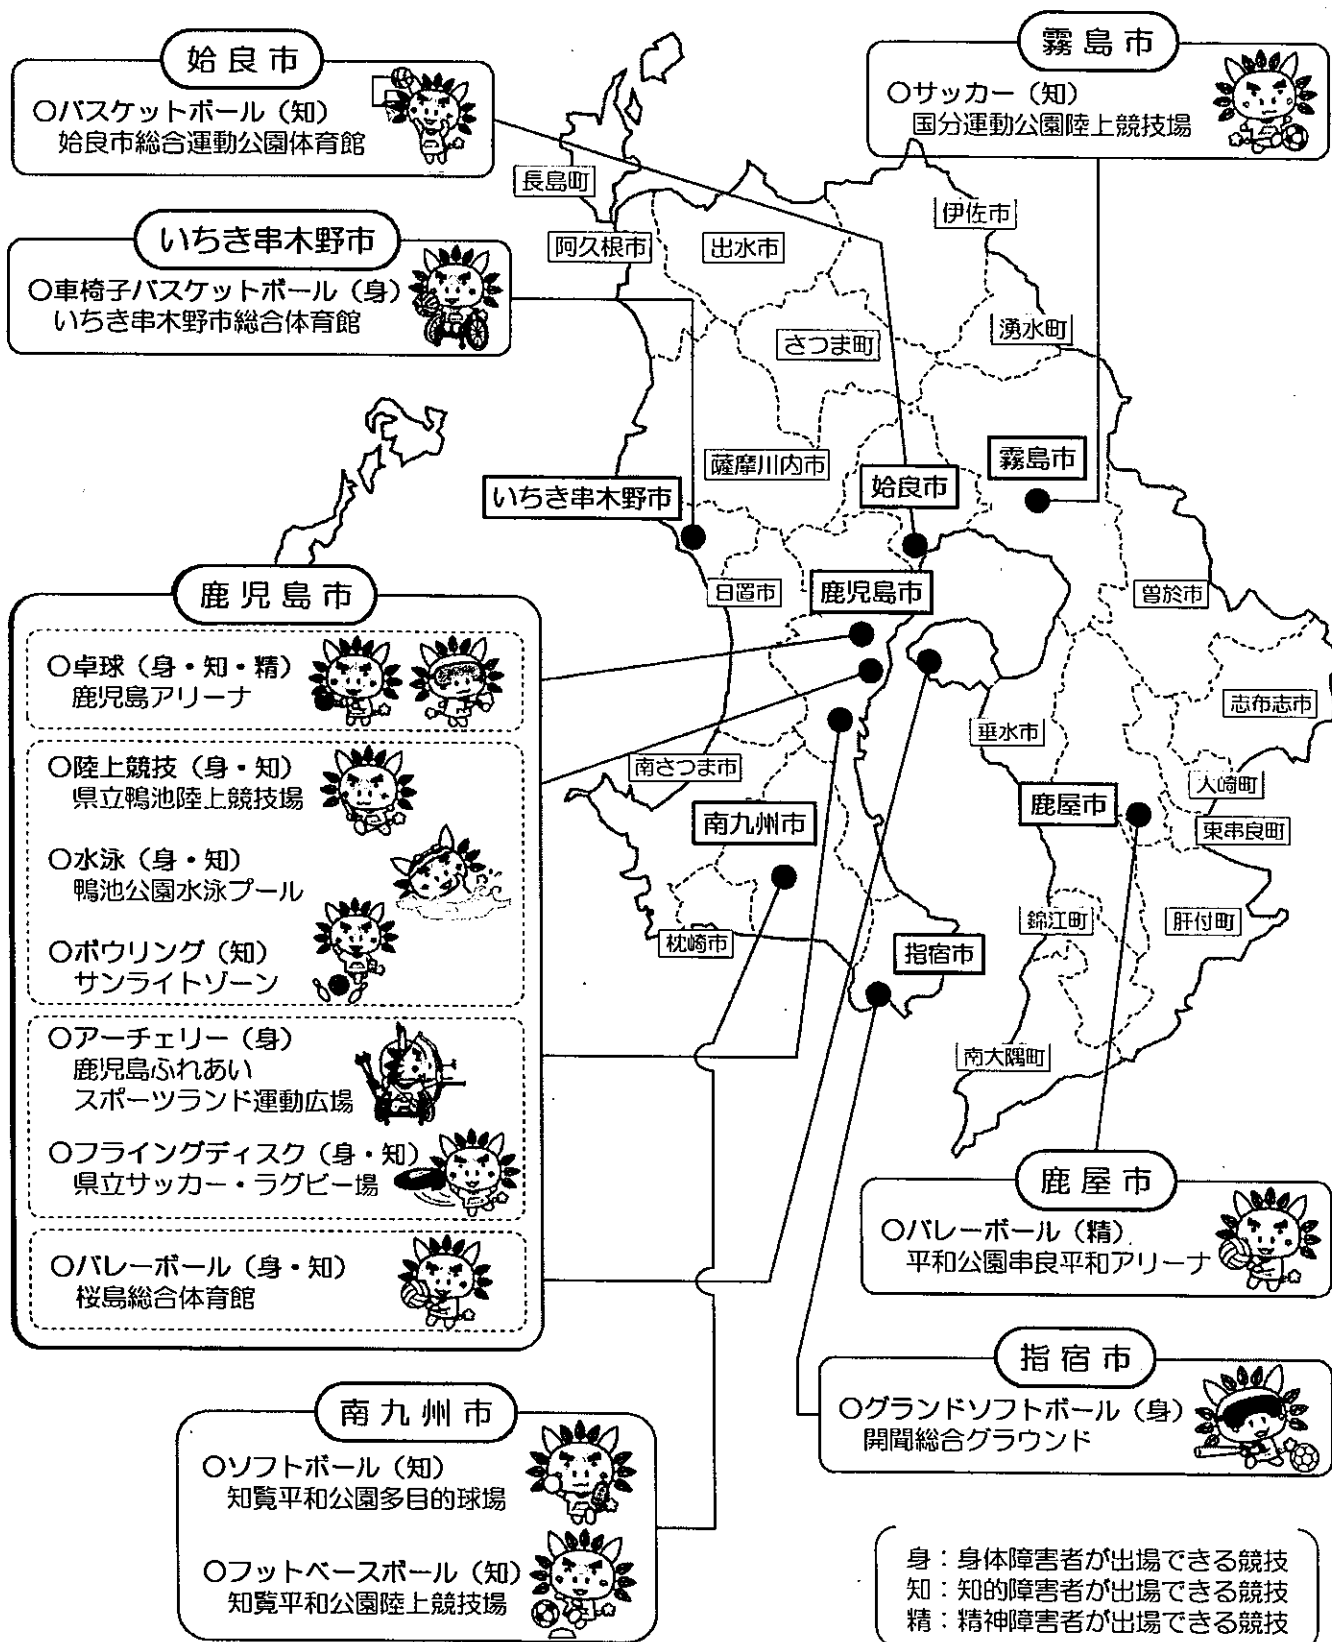 始良市
○バスケットボール（知）
始良市総合運動公園体育館
霧島市
○サッカー（知）
国分運動公園陸上競技場
いちき串木野市
○車椅子バスケットボール（身）
いちき串木野市総合体育館
長島町
阿久根市
出水市
伊佐市
さつま町
湧水町
薩摩川内市
霧島市
始良市
いちき串木野市
日置市
鹿児島市
曽於市
志布志市
垂水市
南さつま市
大崎町
鹿屋市
東串良町
南九州市
錦江町
肝付町
枕崎市
指宿市
南大隅町
鹿児島市
○卓球（身・知・精）
鹿児島アリーナ
○陸上競技（身・知）
県立鴨池陸上競技場
○水泳（身・知）
鴨池公園水泳プール
○ボウリング（知）
サンライトゾーン
○アーチェリー（身）
鹿児島ふれあい
スポーツランド運動広場
○フライングディスク（身・知）
県立サッカー・ラグビー場
○バレーボール（身・知）
桜島総合体育館
鹿屋市
○バレーボール（精）
平和公園串良平和アリーナ
指宿市
○グランドソフトボール（身）
開聞総合グラウンド
南九州市
○ソフトボール（知）
知覧平和公園多目的球場
○フットベースボール（知）
知覧平和公園陸上競技場
身：身体障害者が出場できる競技
知：知的障害者が出場できる競技
精：精神障害者が出場できる競技